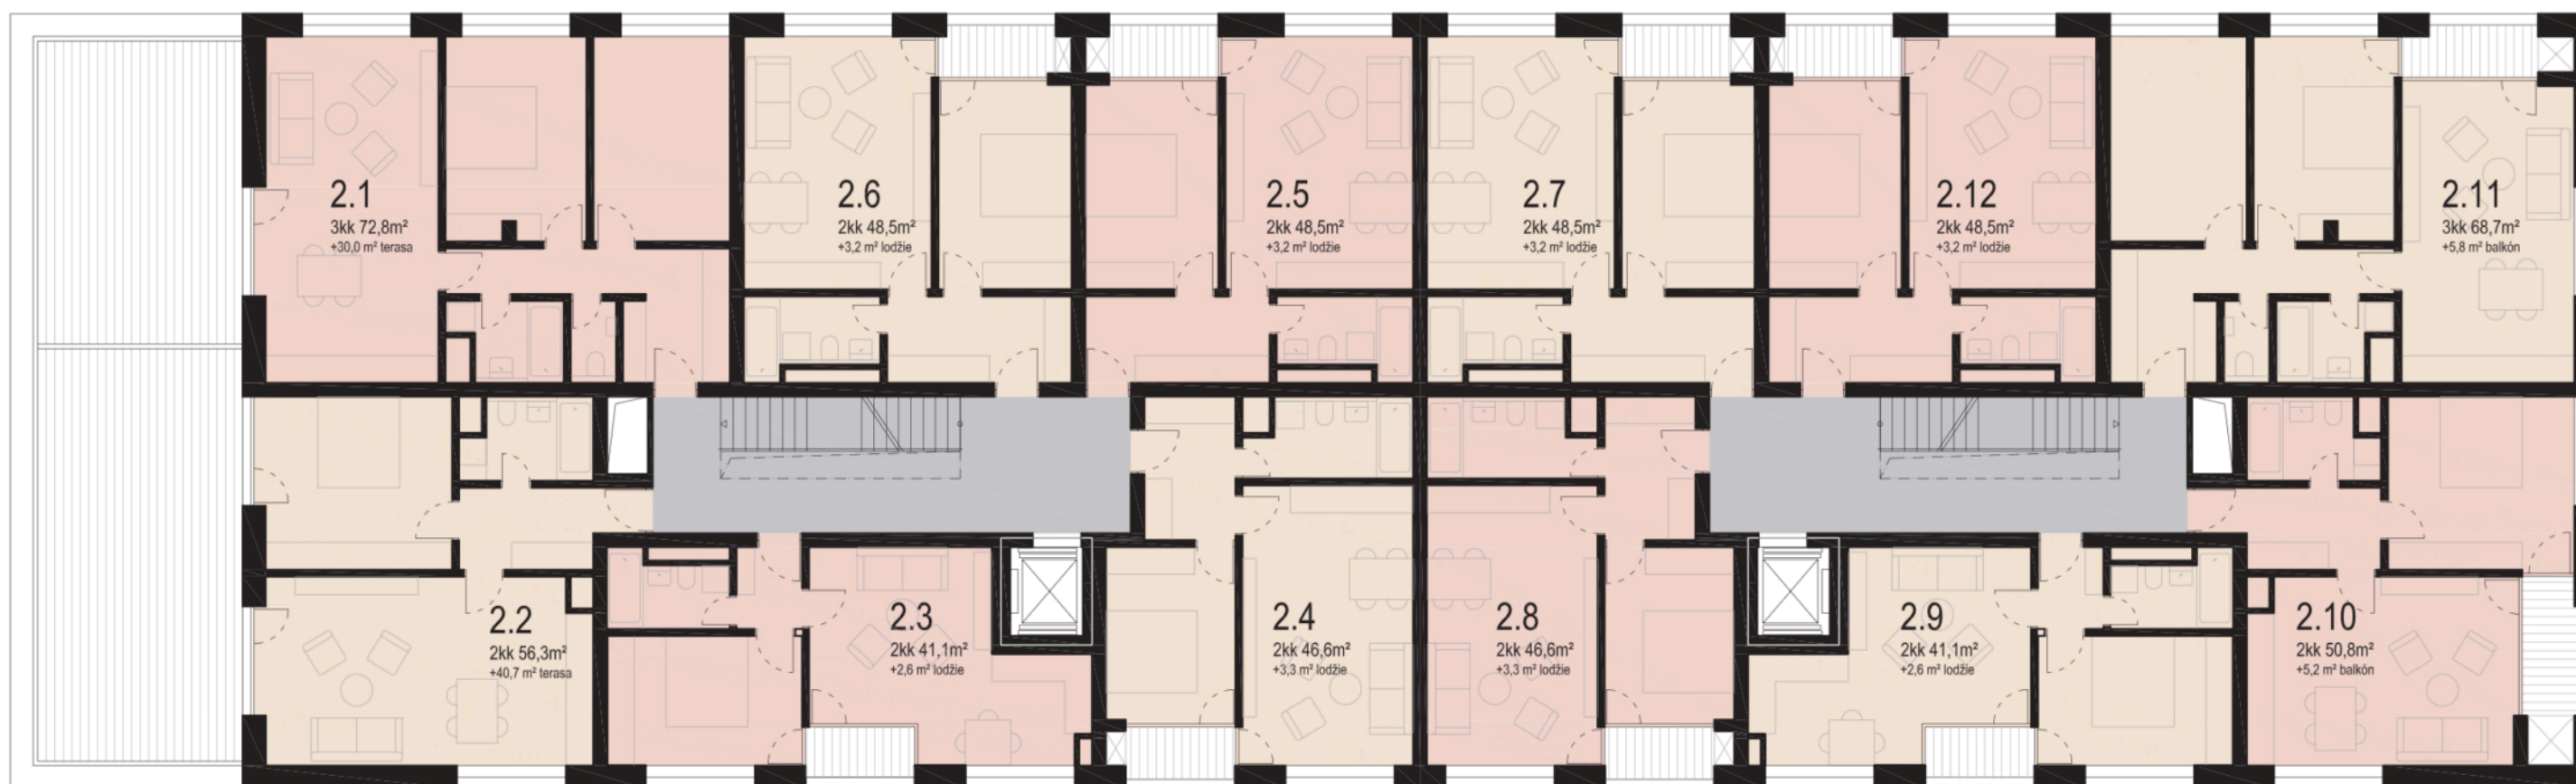 2.1
3kk 72,8m²
+30,0 m² terasa
2.6
2kk 48,5m²
+3,2 m² lodžie
2.5
2kk 48,5m²
+3,2 m² lodžie
2.7
2kk 48,5m²
+3,2 m² lodžie
2.12
2kk 48,5m²
+3,2 m² lodžie
2.11
3kk 68,7m²
+5,8 m² balkón
2.2
2kk 56,3m²
+40,7 m² terasa
2.3
2kk 41,1m²
+2,6 m² lodžie
2.4
2kk 46,6m²
+3,3 m² lodžie
2.8
2kk 46,6m²
+3,3 m² lodžie
2.9
2kk 41,1m²
+2,6 m² lodžie
2.10
2kk 50,8m²
+5,2 m² balkón